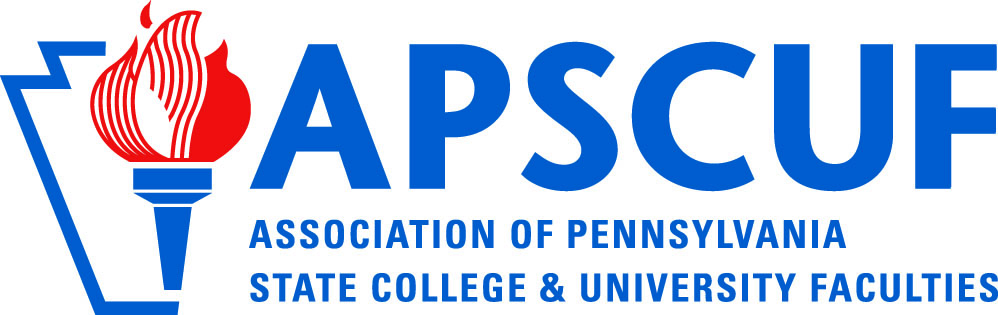 APSCUF
ASSOCIATION OF PENNSYLVANIA
STATE COLLEGE & UNIVERSITY FACULTIES